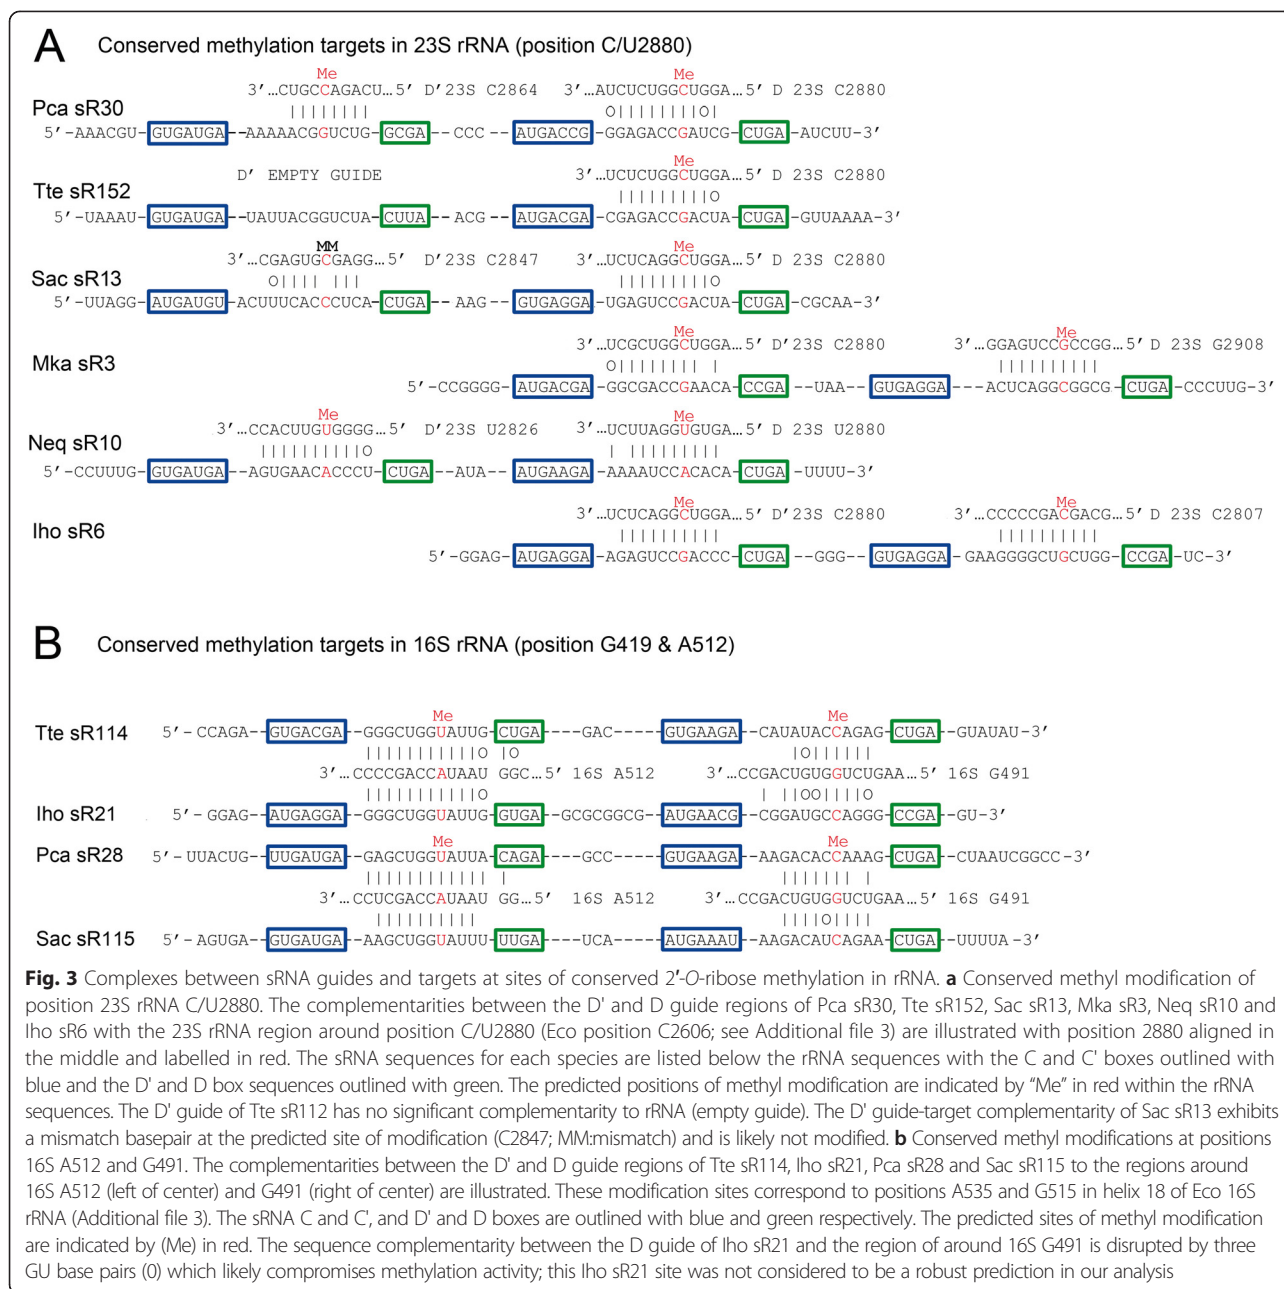 A Conserved methylation targets in 23S rRNA (position C/U2880)
Me Me
3′…CUGCCAGACU…5′ D′23S C2864 3′…AUCUCUGGCUGGA…5′ D 23S C2880
Pca sR30
|||||||| O||||||||O|
5′-AAACGU-GUGAUGA--AAAAACGGUCUG-GCGA--CCC--AUGACCG-GGAGACCGAUCG-CUGA-AUCUU-3′
Me
D′ EMPTY GUIDE 3′…UCUCUGGCUGGA…5′ D 23S C2880
Tte sR152
|||||||||O
5′-UAAAU-GUGAUGA--UAUUACGGUCUA-CUUA--ACG--AUGACGA-CGAGACCGACUA-CUGA-GUUAAAA-3′
MM Me
3′…CGAGUGCGAGG…5′ D′23S C2847 3′…UCUCAGGCUGGA…5′ D 23S C2880
Sac sR13
O|||| ||| |||||||||O
5′-UUAGG-AUGAUGU-ACUUUCACCCUCA-CUGA--AAG--GUGAGGA-UGAGUCCGACUA-CUGA-CGCAA-3′
Me Me
3′…UCGCUGGCUGGA…5′ D′23S C2880 3′…GGAGUCCGCCGG…5′ D 23S G2908
Mka sR3
O|||||||| | ||||||||||
5′-CCGGGG-AUGACGA-GGCGACCGAACA-CCGA--UAA--GUGAGGA--ACUCAGGCGGCG-CUGA-CCCUUG-3′
Me Me
3′…CCACUUGUGGGG…5′ D′23S U2826 3′…UCUUAGGUGUGA…5′ D 23S U2880
Neq sR10
||||||||||O | ||||||||
5′-CCUUUG-GUGAUGA--AGUGAACACCCU-CUGA--AUA--AUGAAGA-AAAAUCCACACA-CUGA-UUUU-3′
Me Me
3′…UCUCAGGCUGGA…5′ D′23S C2880 3′…CCCCCGACGACG…5′ D 23S C2807
Iho sR6
|||||||||| ||||||||||
5′-GGAG-AUGAGGA-AGAGUCCGACCC-CUGA--GGG--GUGAGGA-GAAGGGGCUGCUGG-CCGA-UC-3′
B Conserved methylation targets in 16S rRNA (position G419 & A512)
Me Me
Tte sR114 5′-CCAGA-GUGACGA--GGGCUGGUAUUG-CUGA----GAC----GUGAAGA--CAUAUACCAGAG-CUGA-GUAUAU-3′
||||||||||O |O |O|||||
3′…CCCCGACCAUAAU GGC…5′ 16S A512 3′…CCGACUGUGGUCUGAA…5′ 16S G491
||||||||||O | ||OO||||O
Iho sR21 5′-GGAG-AUGAGGA--GGGCUGGUAUUG-GUGA--GCGCGGCG-AUGAACG--CGGAUGCCAGGG-CCGA-GU-3′
Me Me
Pca sR28 5′-UUACUG-UUGAUGA--GAGCUGGUAUUA-CAGA----GCC----GUGAAGA--AAGACACCAAAG-CUGA-CUAAUCGGCC-3′
||||||||||| | ||||||| |
3′…CCUCGACCAUAAU GG…5′ 16S A512 3′…CCGACUGUGGUCUGAA…5′ 16S G491
|||||||||| ||||O||||
Sac sR115 5′-AGUGA--GUGAUGA--AAGCUGGUAUUU-UUGA----UCA----AUGAAAU--AAGACAUCAGAA-CUGA-UUUUA-3′
Fig. 3 Complexes between sRNA guides and targets at sites of conserved 2′-O-ribose methylation in rRNA. a Conserved methyl modification of
position 23S rRNA C/U2880. The complementarities between the D' and D guide regions of Pca sR30, Tte sR152, Sac sR13, Mka sR3, Neq sR10 and
Iho sR6 with the 23S rRNA region around position C/U2880 (Eco position C2606; see Additional file 3) are illustrated with position 2880 aligned in
the middle and labelled in red. The sRNA sequences for each species are listed below the rRNA sequences with the C and C' boxes outlined with
blue and the D' and D box sequences outlined with green. The predicted positions of methyl modification are indicated by “Me” in red within the rRNA
sequences. The D' guide of Tte sR112 has no significant complementarity to rRNA (empty guide). The D' guide-target complementarity of Sac sR13 exhibits
a mismatch basepair at the predicted site of modification (C2847; MM:mismatch) and is likely not modified. b Conserved methyl modifications at positions
16S A512 and G491. The complementarities between the D' and D guide regions of Tte sR114, Iho sR21, Pca sR28 and Sac sR115 to the regions around
16S A512 (left of center) and G491 (right of center) are illustrated. These modification sites correspond to positions A535 and G515 in helix 18 of Eco 16S
rRNA (Additional file 3). The sRNA C and C', and D' and D boxes are outlined with blue and green respectively. The predicted sites of methyl modification
are indicated by (Me) in red. The sequence complementarity between the D guide of Iho sR21 and the region of around 16S G491 is disrupted by three
GU base pairs (0) which likely compromises methylation activity; this Iho sR21 site was not considered to be a robust prediction in our analysis